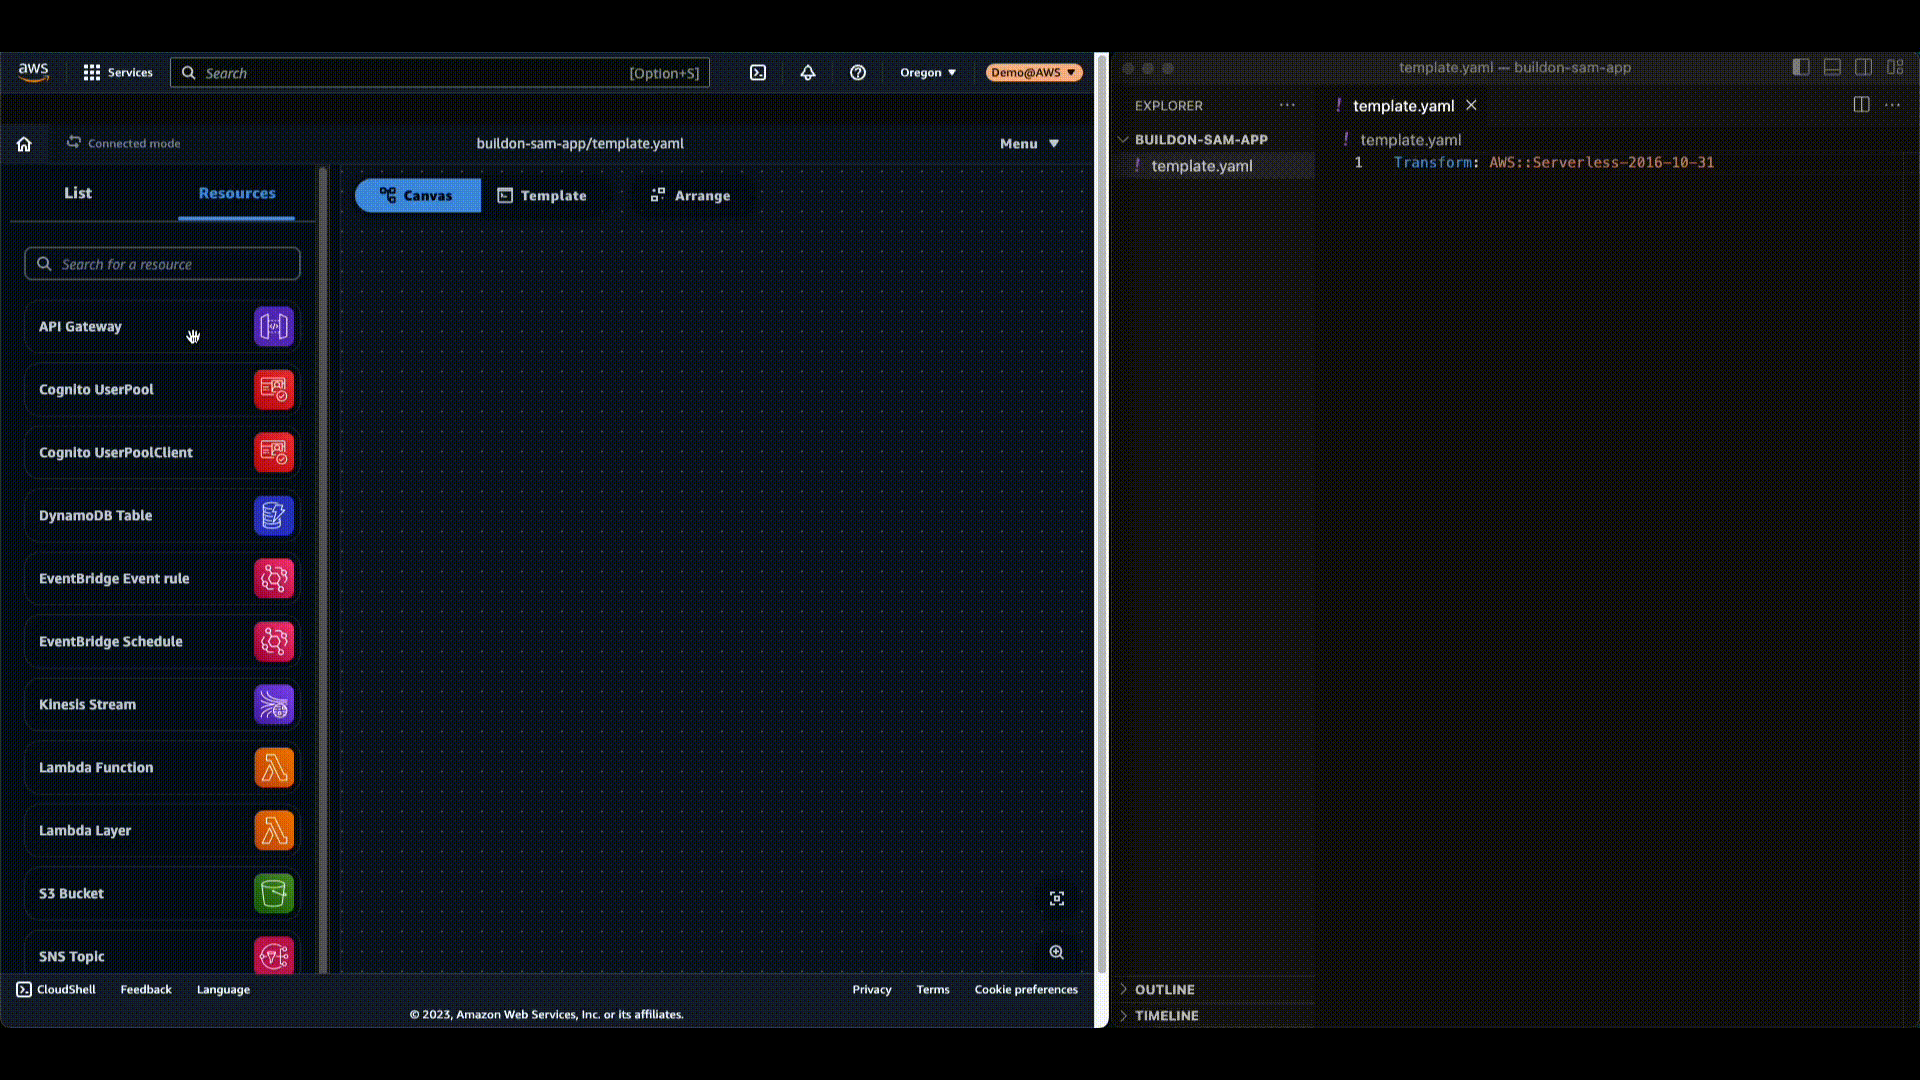 aws
Services
Search
[Option+S]
Oregon
Demo@AWS
Connected mode
buildon-sam-app/template.yaml
Menu
List
Resources
Canvas
Template
Arrange
Search for a resource
API Gateway
Cognito UserPool
Cognito UserPoolClient
DynamoDB Table
EventBridge Event rule
EventBridge Schedule
Kinesis Stream
Lambda Function
Lambda Layer
S3 Bucket
SNS Topic
CloudShell
Feedback
Language
Privacy
Terms
Cookie preferences
© 2023, Amazon Web Services, Inc. or its affiliates.
template.yaml — buildon-sam-app
EXPLORER
template.yaml
BUILDON-SAM-APP
template.yaml
template.yaml
1 Transform: AWS::Serverless-2016-10-31
OUTLINE
TIMELINE